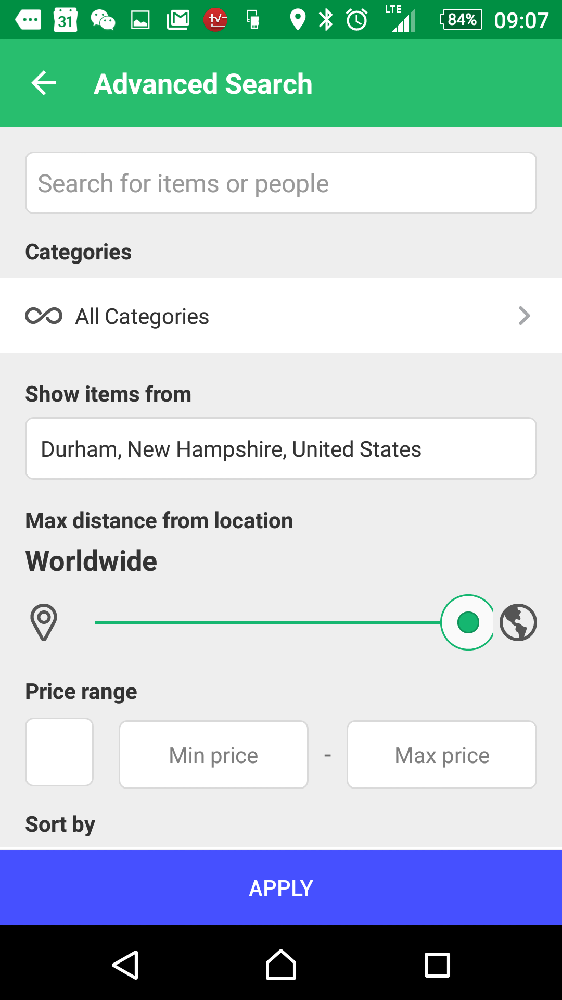 31
LTE
84%
09:07
Advanced Search
Search for items or people
Categories
All Categories
Show items from
Durham, New Hampshire, United States
Max distance from location
Worldwide
Price range
Min price - Max price
Sort by
APPLY